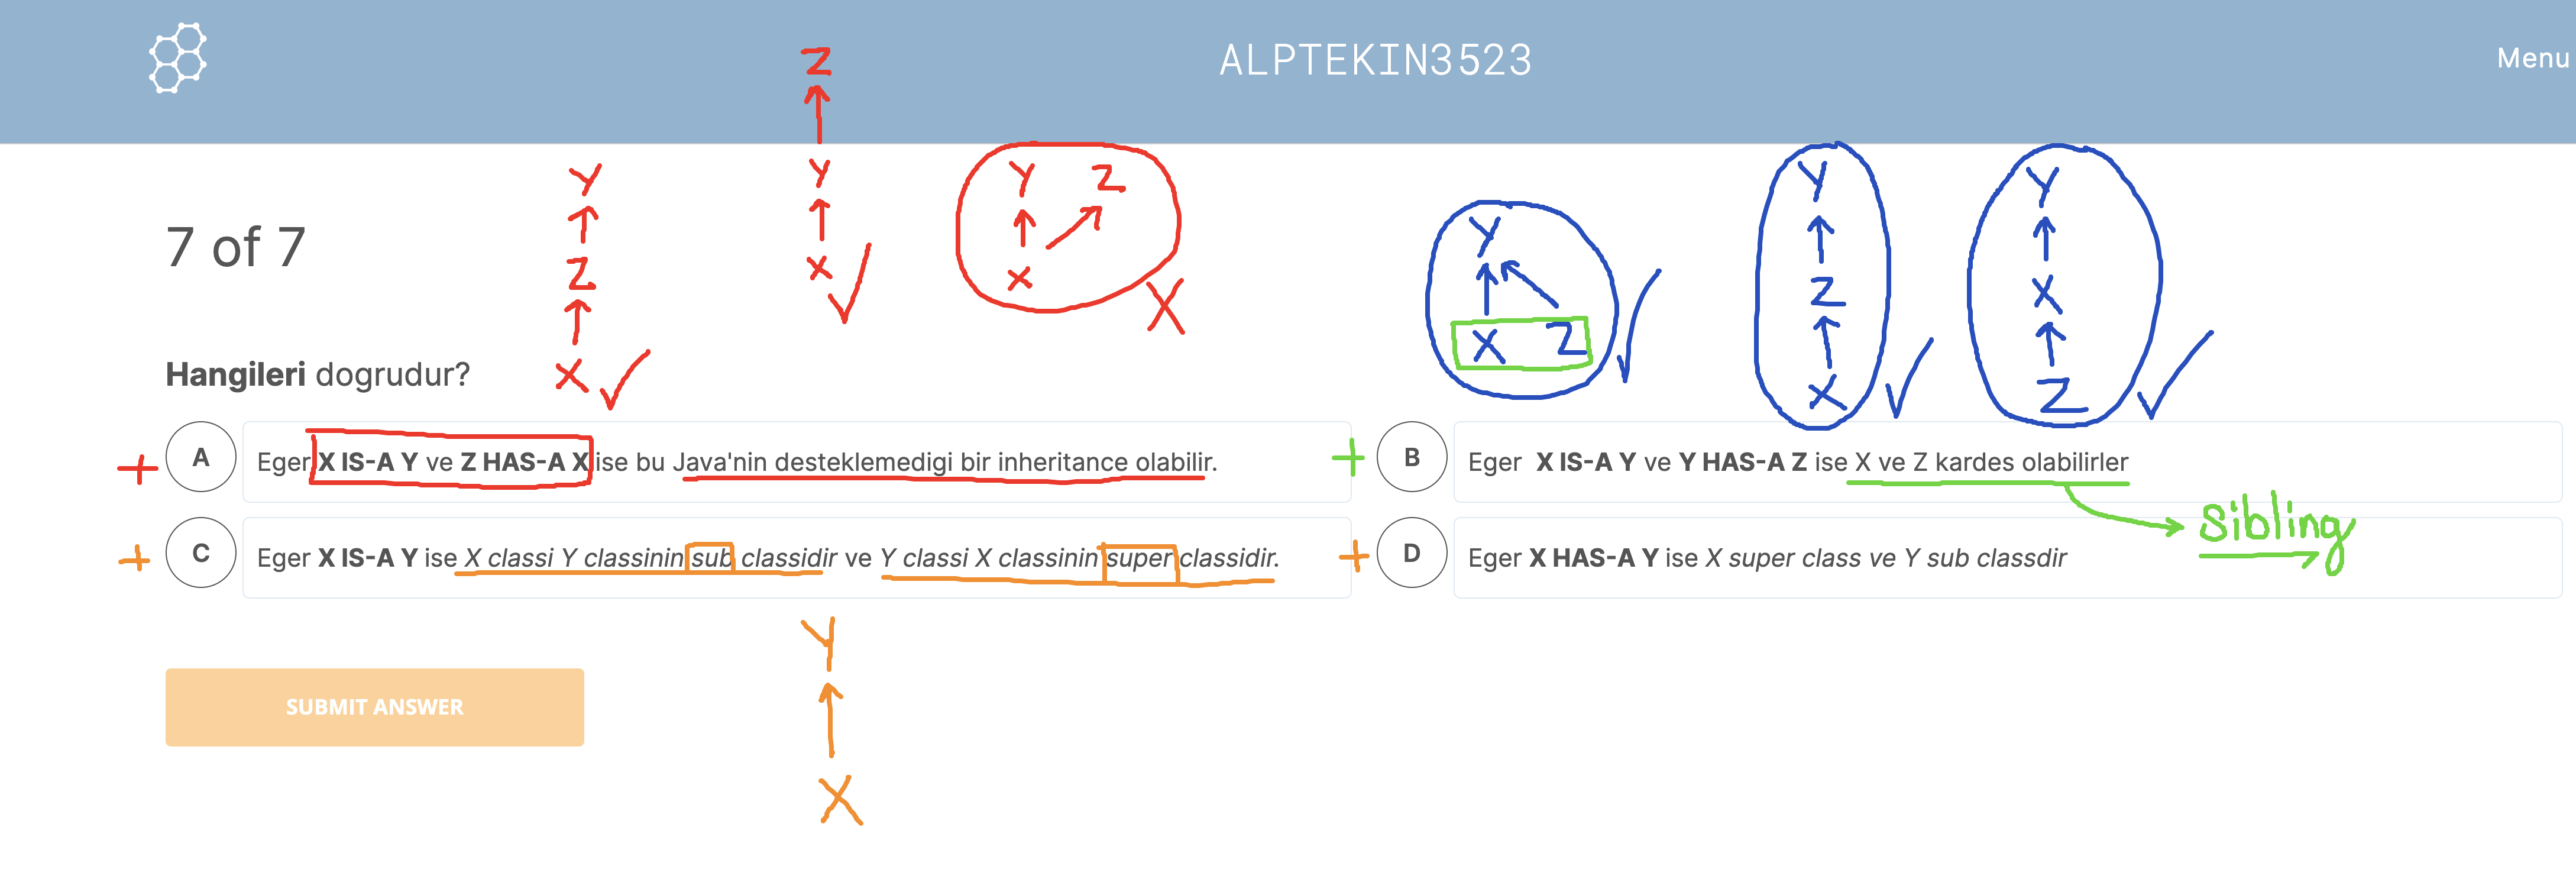 ALPTEKIN3523
Menu
Z
Y
Z
X
Y
X
Y Z
X
X
Y
X Z
Y
Z
X
Y
X
Z
7 of 7
Hangileri dogrudur?
+ A Eger X IS-A Y ve Z HAS-A X ise bu Java'nin desteklemedigi bir inheritance olabilir.
+ B Eger X IS-A Y ve Y HAS-A Z ise X ve Z kardes olabilirler
Sibling
+ C Eger X IS-A Y ise X classi Y classinin sub classidir ve Y classi X classinin super classidir.
+ D Eger X HAS-A Y ise X super class ve Y sub classdir
Y
X
SUBMIT ANSWER